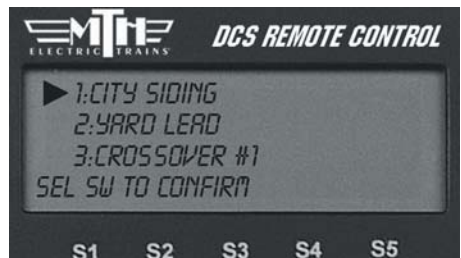 MTH
ELECTRIC TRAINS
DCS REMOTE CONTROL
1:CITY SIDING
2:YARD LEAD
3:CROSSOVER #1
SEL SW TO CONFIRM
S1 S2 S3 S4 S5